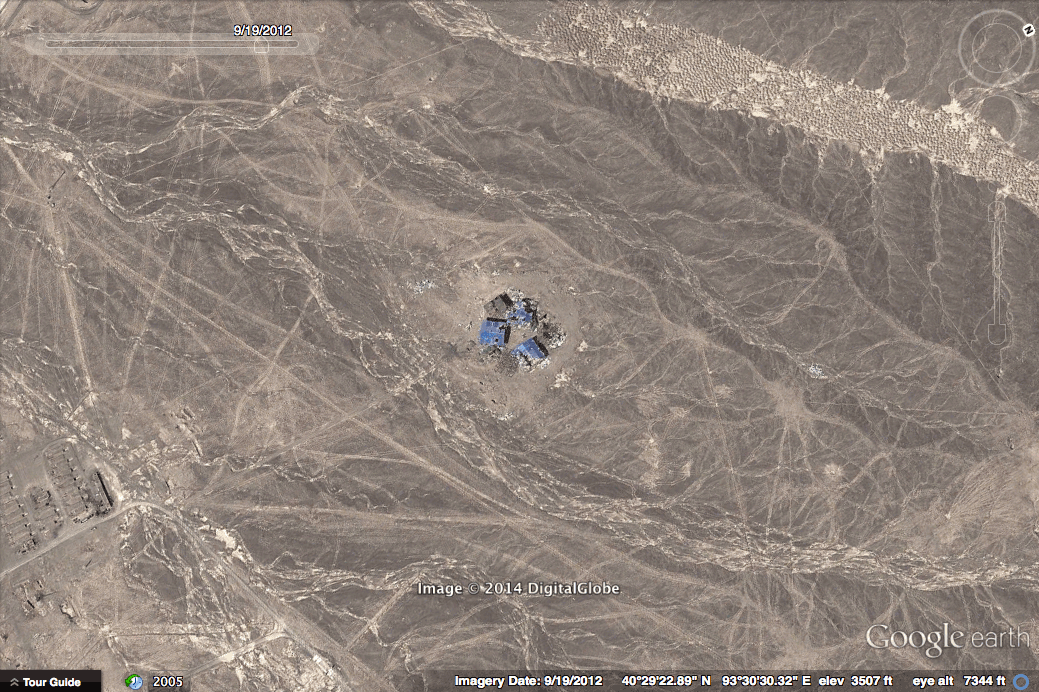 9/19/2012
N
Image © 2014 DigitalGlobe
Google earth
Tour Guide 2005 Imagery Date: 9/19/2012 40°29'22.89" N 93°30'30.32" E elev 3507 ft eye alt 7344 ft